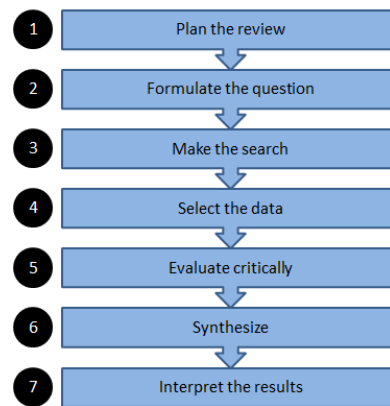 1 Plan the review
2 Formulate the question
3 Make the search
4 Select the data
5 Evaluate critically
6 Synthesize
7 Interpret the results